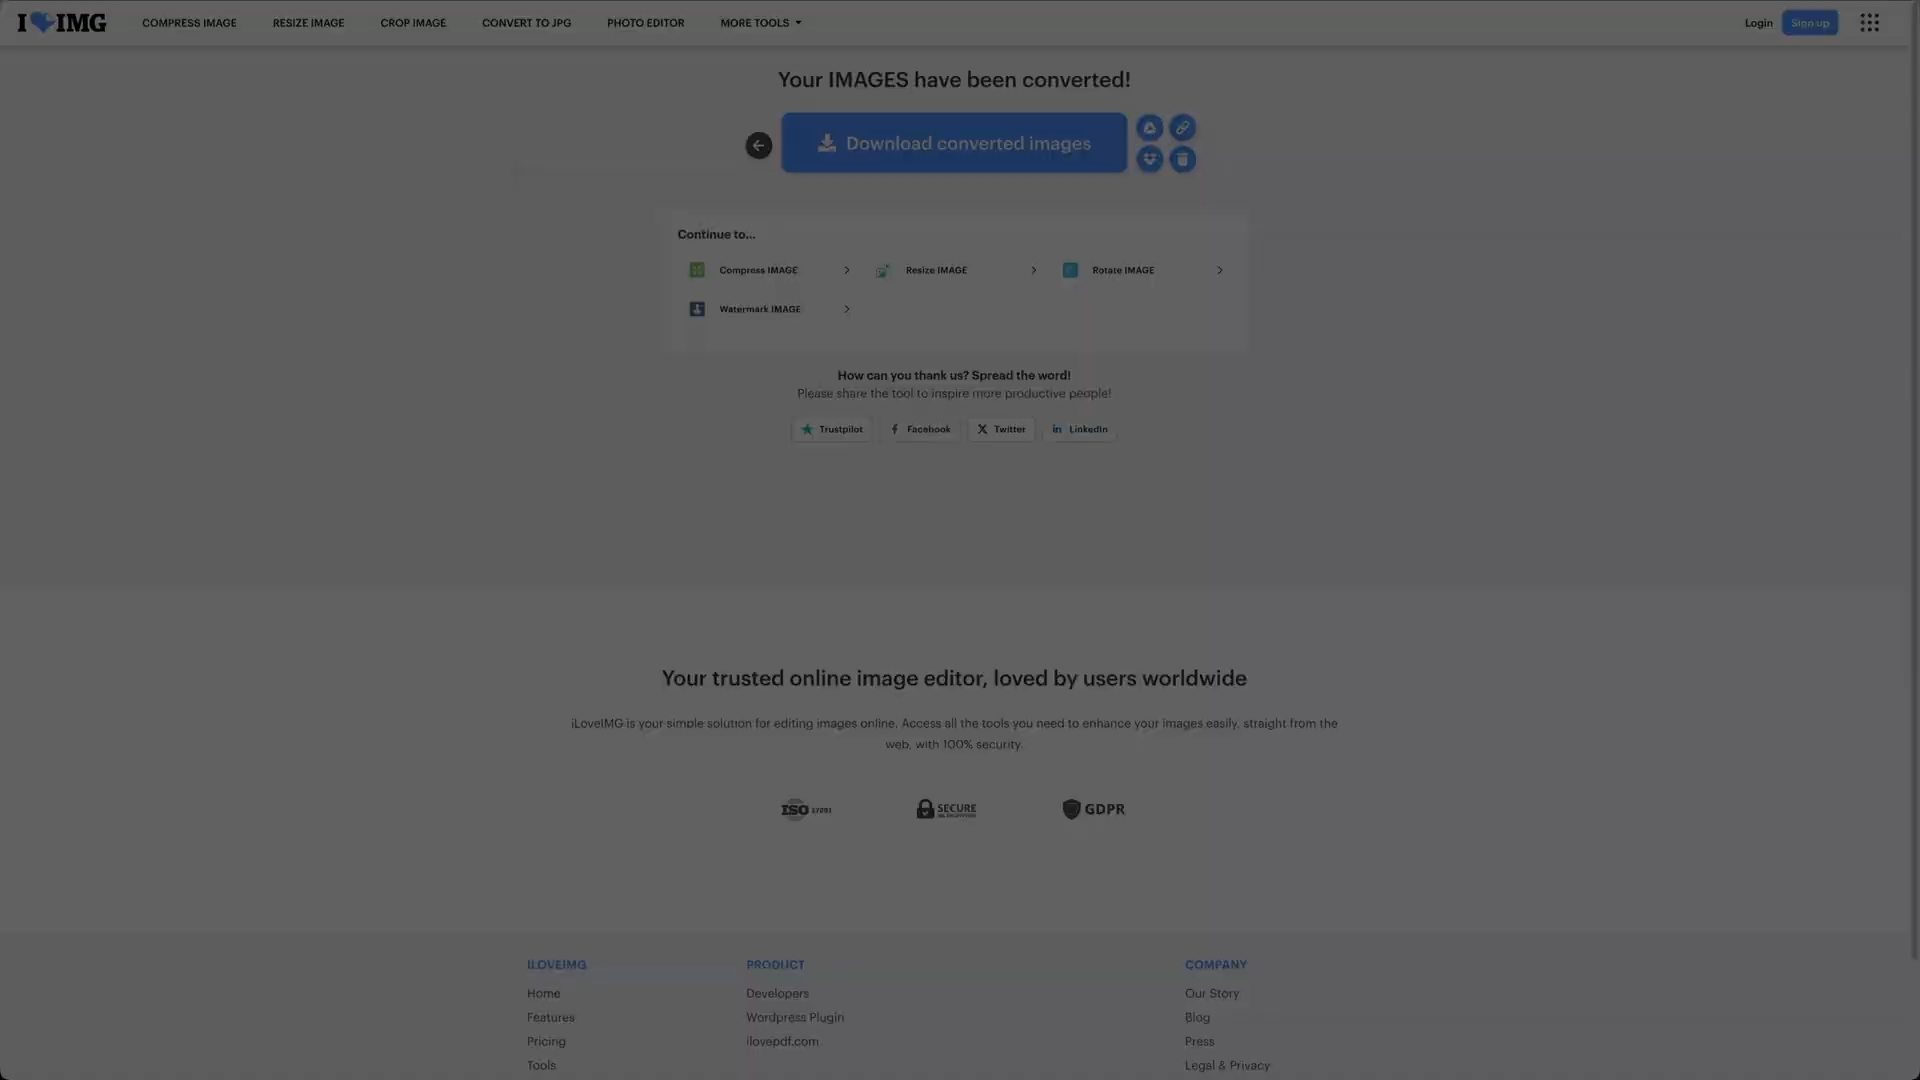 I IMG
COMPRESS IMAGE
RESIZE IMAGE
CROP IMAGE
CONVERT TO JPG
PHOTO EDITOR
MORE TOOLS
Login
Sign up
Your IMAGES have been converted!
Download converted images
Continue to...
Compress IMAGE
Resize IMAGE
Rotate IMAGE
Watermark IMAGE
How can you thank us? Spread the word!
Please share the tool to inspire more productive people!
Trustpilot
Facebook
Twitter
LinkedIn
Your trusted online image editor, loved by users worldwide
iLoveIMG is your simple solution for editing images online. Access all the tools you need to enhance your images easily, straight from the
web, with 100% security.
ISO 27001
SECURE
SSL ENCRYPTION
GDPR
ILOVEIMG
Home
Features
Pricing
Tools
PRODUCT
Developers
Wordpress Plugin
ilovepdf.com
COMPANY
Our Story
Blog
Press
Legal & Privacy